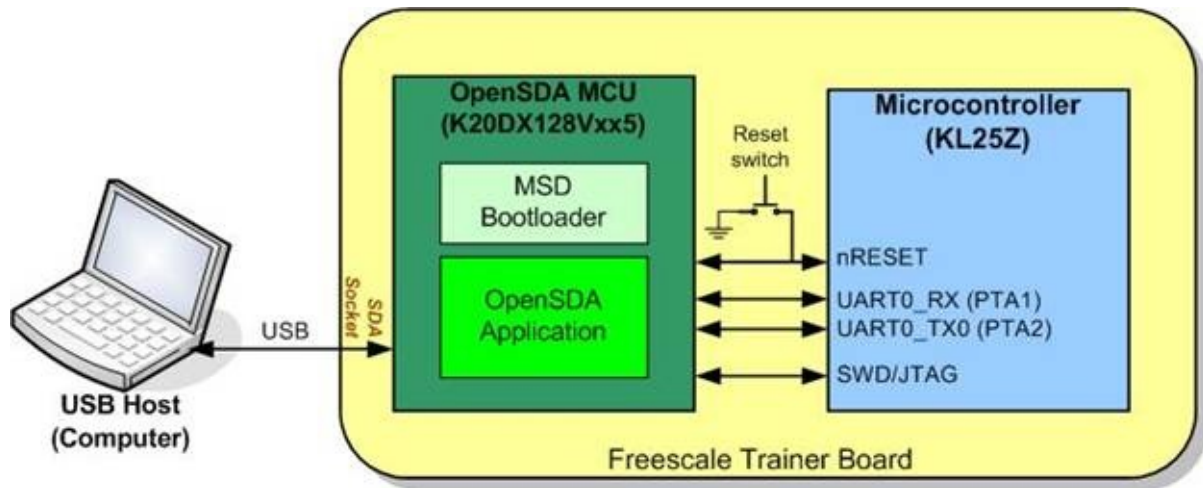 OpenSDA MCU
(K20DX128Vxx5)
MSD
Bootloader
OpenSDA
Application
Reset
switch
Microcontroller
(KL25Z)
nRESET
UART0_RX (PTA1)
UART0_TX0 (PTA2)
SWD/JTAG
SDA
Socket
USB
USB Host
(Computer)
Freescale Trainer Board